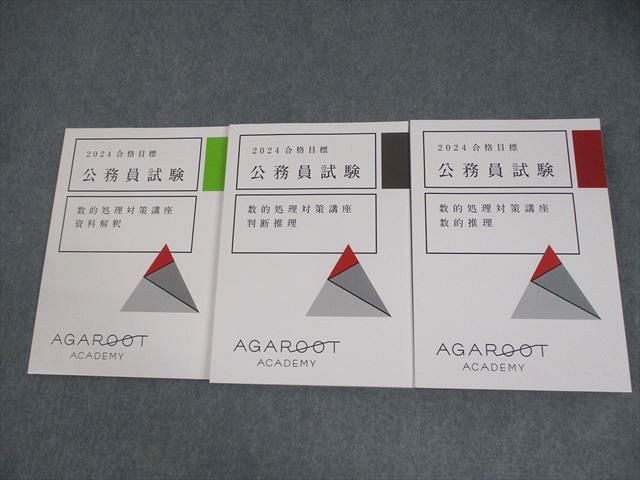 2024合格目標
公務員試験
数的処理対策講座
資料解釈
AGAROOT
ACADEMY
2024合格目標
公務員試験
数的処理対策講座
判断推理
AGAROOT
ACADEMY
2024合格目標
公務員試験
数的処理対策講座
数的推理
AGAROOT
ACADEMY